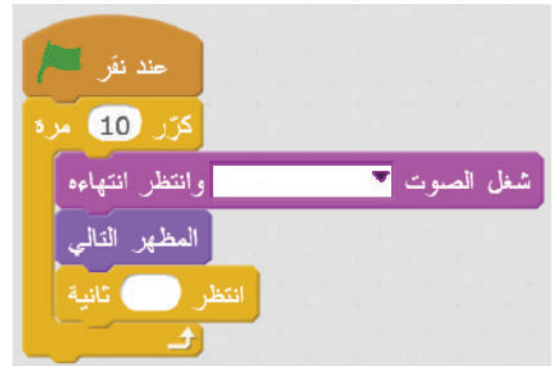 عند نقر
كرّر 10 مرة
شغل الصوت وانتظر انتهاءه
المظهر التالي
انتظر ثانية